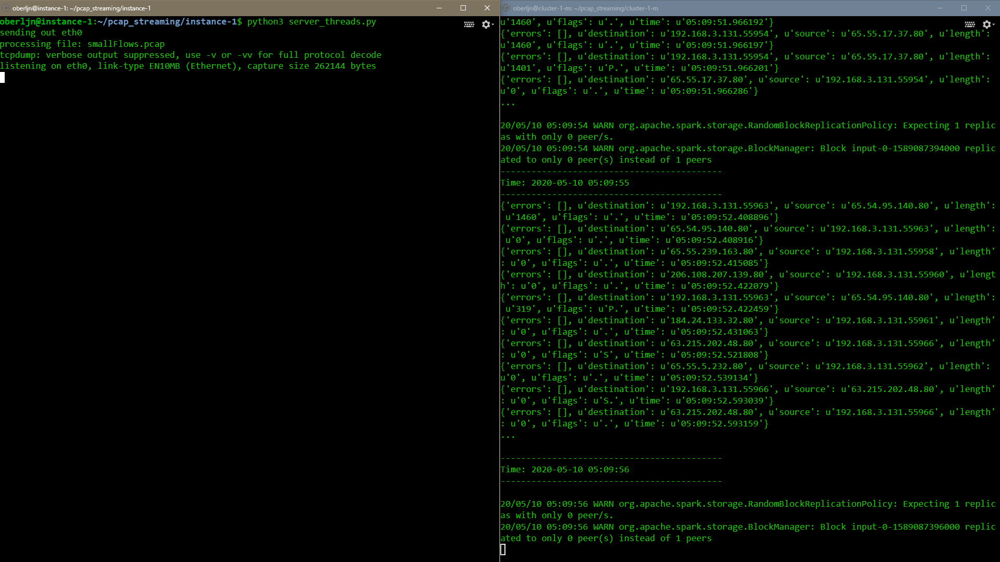 oberljn@instance-1: ~/pcap_streaming/instance-1
oberljn@instance-1:~/pcap_streaming/instance-1$ python3 server_threads.py
sending out eth0
processing file: smallFlows.pcap
tcpdump: verbose output suppressed, use -v or -vv for full protocol decode
listening on eth0, link-type EN10MB (Ethernet), capture size 262144 bytes
oberljn@cluster-1-m: ~/pcap_streaming/cluster-1-m
u'1460', u'flags': u'.', u'time': u'05:09:51.966192'}
{'errors': [], u'destination': u'192.168.3.131.55954', u'source': u'65.55.17.37.80', u'length':
u'1460', u'flags': u'.', u'time': u'05:09:51.966197'}
{'errors': [], u'destination': u'192.168.3.131.55954', u'source': u'65.55.17.37.80', u'length':
u'1401', u'flags': u'P.', u'time': u'05:09:51.966201'}
{'errors': [], u'destination': u'65.55.17.37.80', u'source': u'192.168.3.131.55954', u'length':
u'0', u'flags': u'.', u'time': u'05:09:51.966286'}
...
20/05/10 05:09:54 WARN org.apache.spark.storage.RandomBlockReplicationPolicy: Expecting 1 replic
as with only 0 peer/s.
20/05/10 05:09:54 WARN org.apache.spark.storage.BlockManager: Block input-0-1589087394000 replic
ated to only 0 peer(s) instead of 1 peers
-------------------------------------------
Time: 2020-05-10 05:09:55
-------------------------------------------
{'errors': [], u'destination': u'192.168.3.131.55963', u'source': u'65.54.95.140.80', u'length':
u'1460', u'flags': u'.', u'time': u'05:09:52.408896'}
{'errors': [], u'destination': u'65.54.95.140.80', u'source': u'192.168.3.131.55963', u'length':
u'0', u'flags': u'.', u'time': u'05:09:52.408916'}
{'errors': [], u'destination': u'65.55.239.163.80', u'source': u'192.168.3.131.55958', u'length'
: u'0', u'flags': u'.', u'time': u'05:09:52.415085'}
{'errors': [], u'destination': u'206.108.207.139.80', u'source': u'192.168.3.131.55960', u'lengt
h': u'0', u'flags': u'.', u'time': u'05:09:52.422079'}
{'errors': [], u'destination': u'192.168.3.131.55963', u'source': u'65.54.95.140.80', u'length':
u'319', u'flags': u'P.', u'time': u'05:09:52.422459'}
{'errors': [], u'destination': u'184.24.133.32.80', u'source': u'192.168.3.131.55961', u'length'
: u'0', u'flags': u'.', u'time': u'05:09:52.431063'}
{'errors': [], u'destination': u'63.215.202.48.80', u'source': u'192.168.3.131.55966', u'length'
: u'0', u'flags': u'S', u'time': u'05:09:52.521808'}
{'errors': [], u'destination': u'65.55.5.232.80', u'source': u'192.168.3.131.55962', u'length':
u'0', u'flags': u'.', u'time': u'05:09:52.539134'}
{'errors': [], u'destination': u'192.168.3.131.55966', u'source': u'63.215.202.48.80', u'length'
: u'0', u'flags': u'S.', u'time': u'05:09:52.593039'}
{'errors': [], u'destination': u'63.215.202.48.80', u'source': u'192.168.3.131.55966', u'length'
: u'0', u'flags': u'.', u'time': u'05:09:52.593159'}
...
-------------------------------------------
Time: 2020-05-10 05:09:56
-------------------------------------------
20/05/10 05:09:56 WARN org.apache.spark.storage.RandomBlockReplicationPolicy: Expecting 1 replic
as with only 0 peer/s.
20/05/10 05:09:56 WARN org.apache.spark.storage.BlockManager: Block input-0-1589087396000 replic
ated to only 0 peer(s) instead of 1 peers